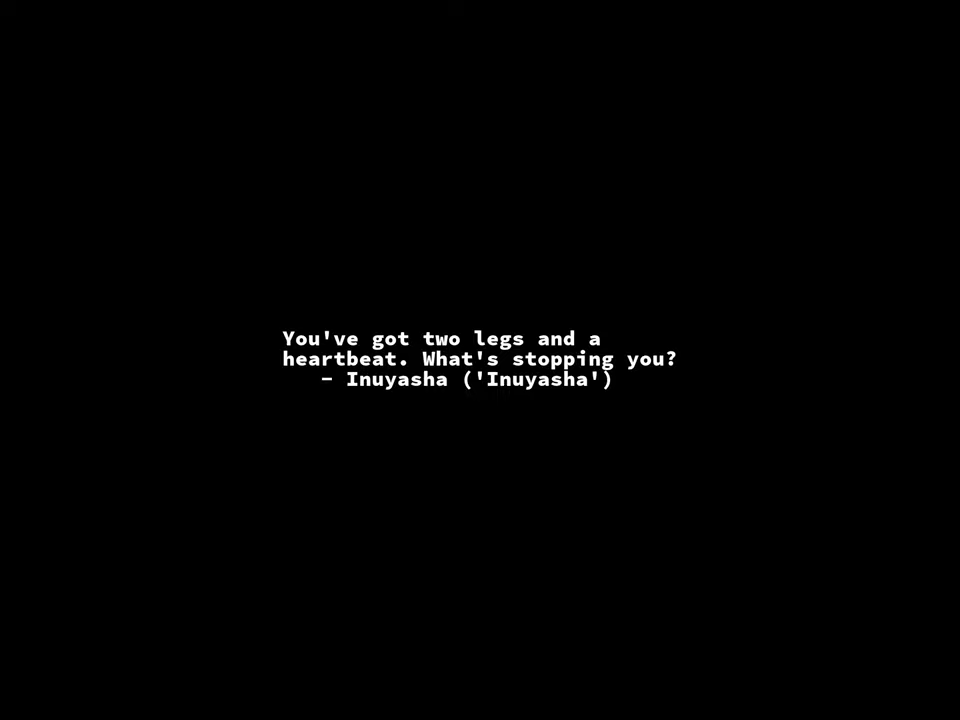 You've got two legs and a
heartbeat. What's stopping you?
– Inuyasha ('Inuyasha')